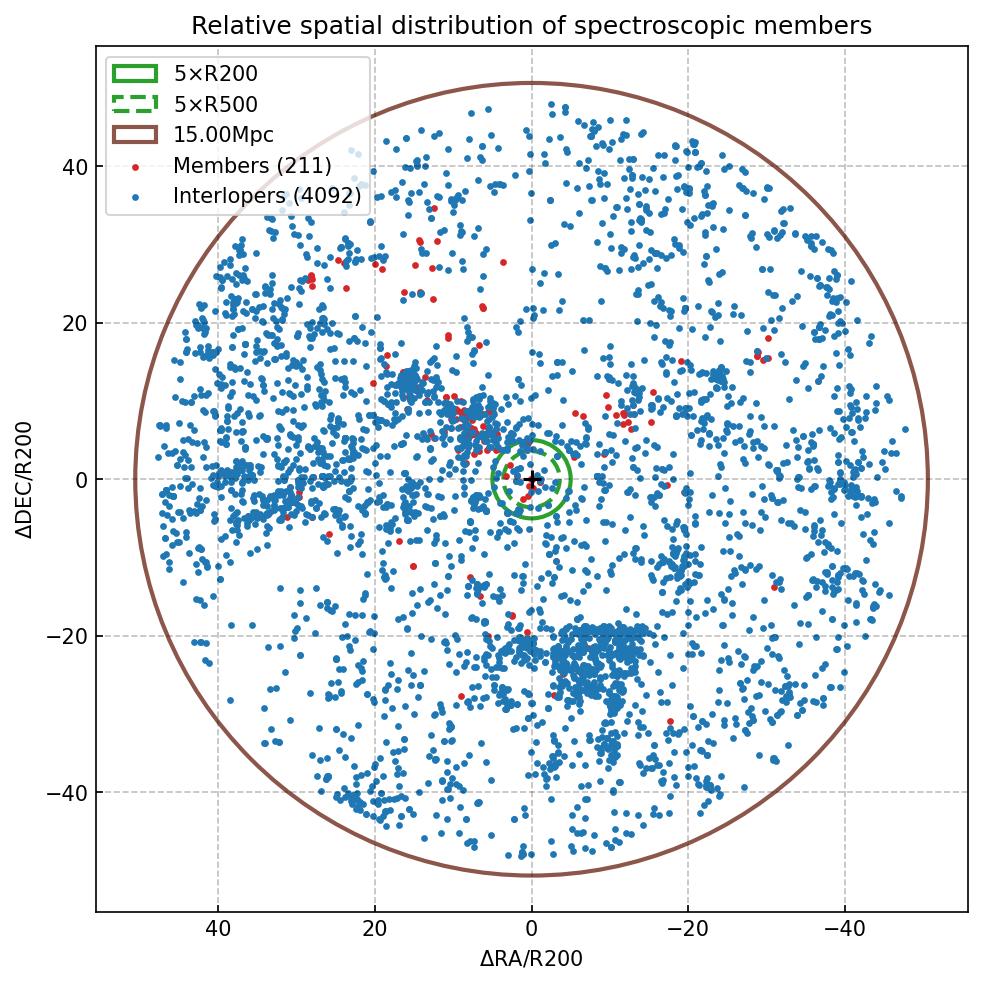 Relative spatial distribution of spectroscopic members
5×R200
5×R500
15.00Mpc
Members (211)
Interlopers (4092)
40
20
0
−20
−40
ΔDEC/R200
40
20
0
−20
−40
ΔRA/R200